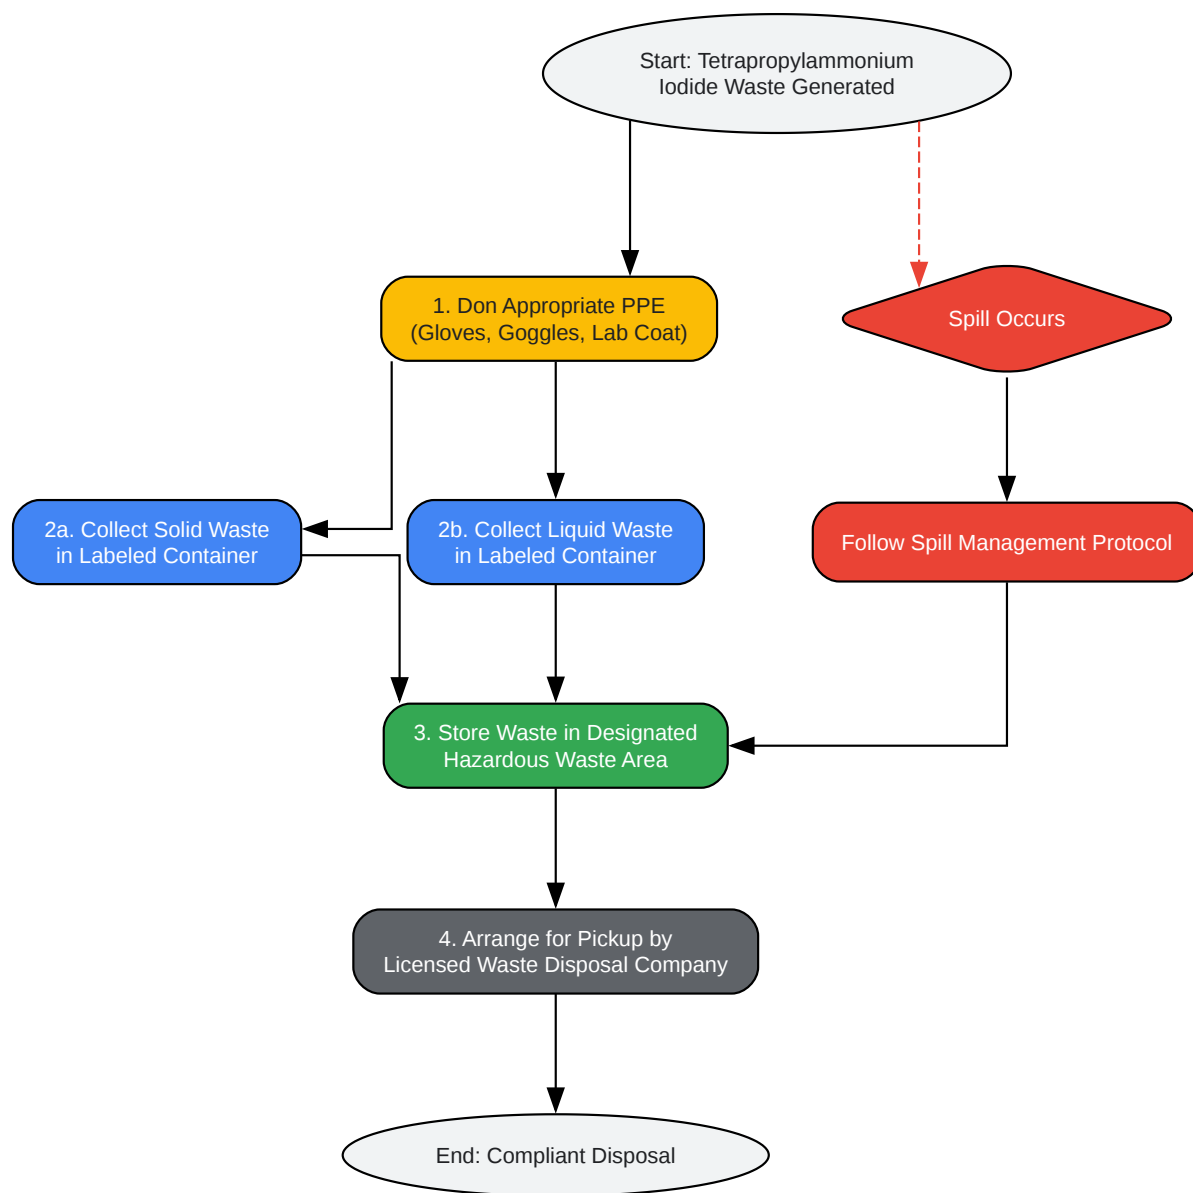 Start: Tetrapropylammonium
Iodide Waste Generated
1. Don Appropriate PPE
(Gloves, Goggles, Lab Coat)
Spill Occurs
2a. Collect Solid Waste
in Labeled Container
2b. Collect Liquid Waste
in Labeled Container
Follow Spill Management Protocol
3. Store Waste in Designated
Hazardous Waste Area
4. Arrange for Pickup by
Licensed Waste Disposal Company
End: Compliant Disposal